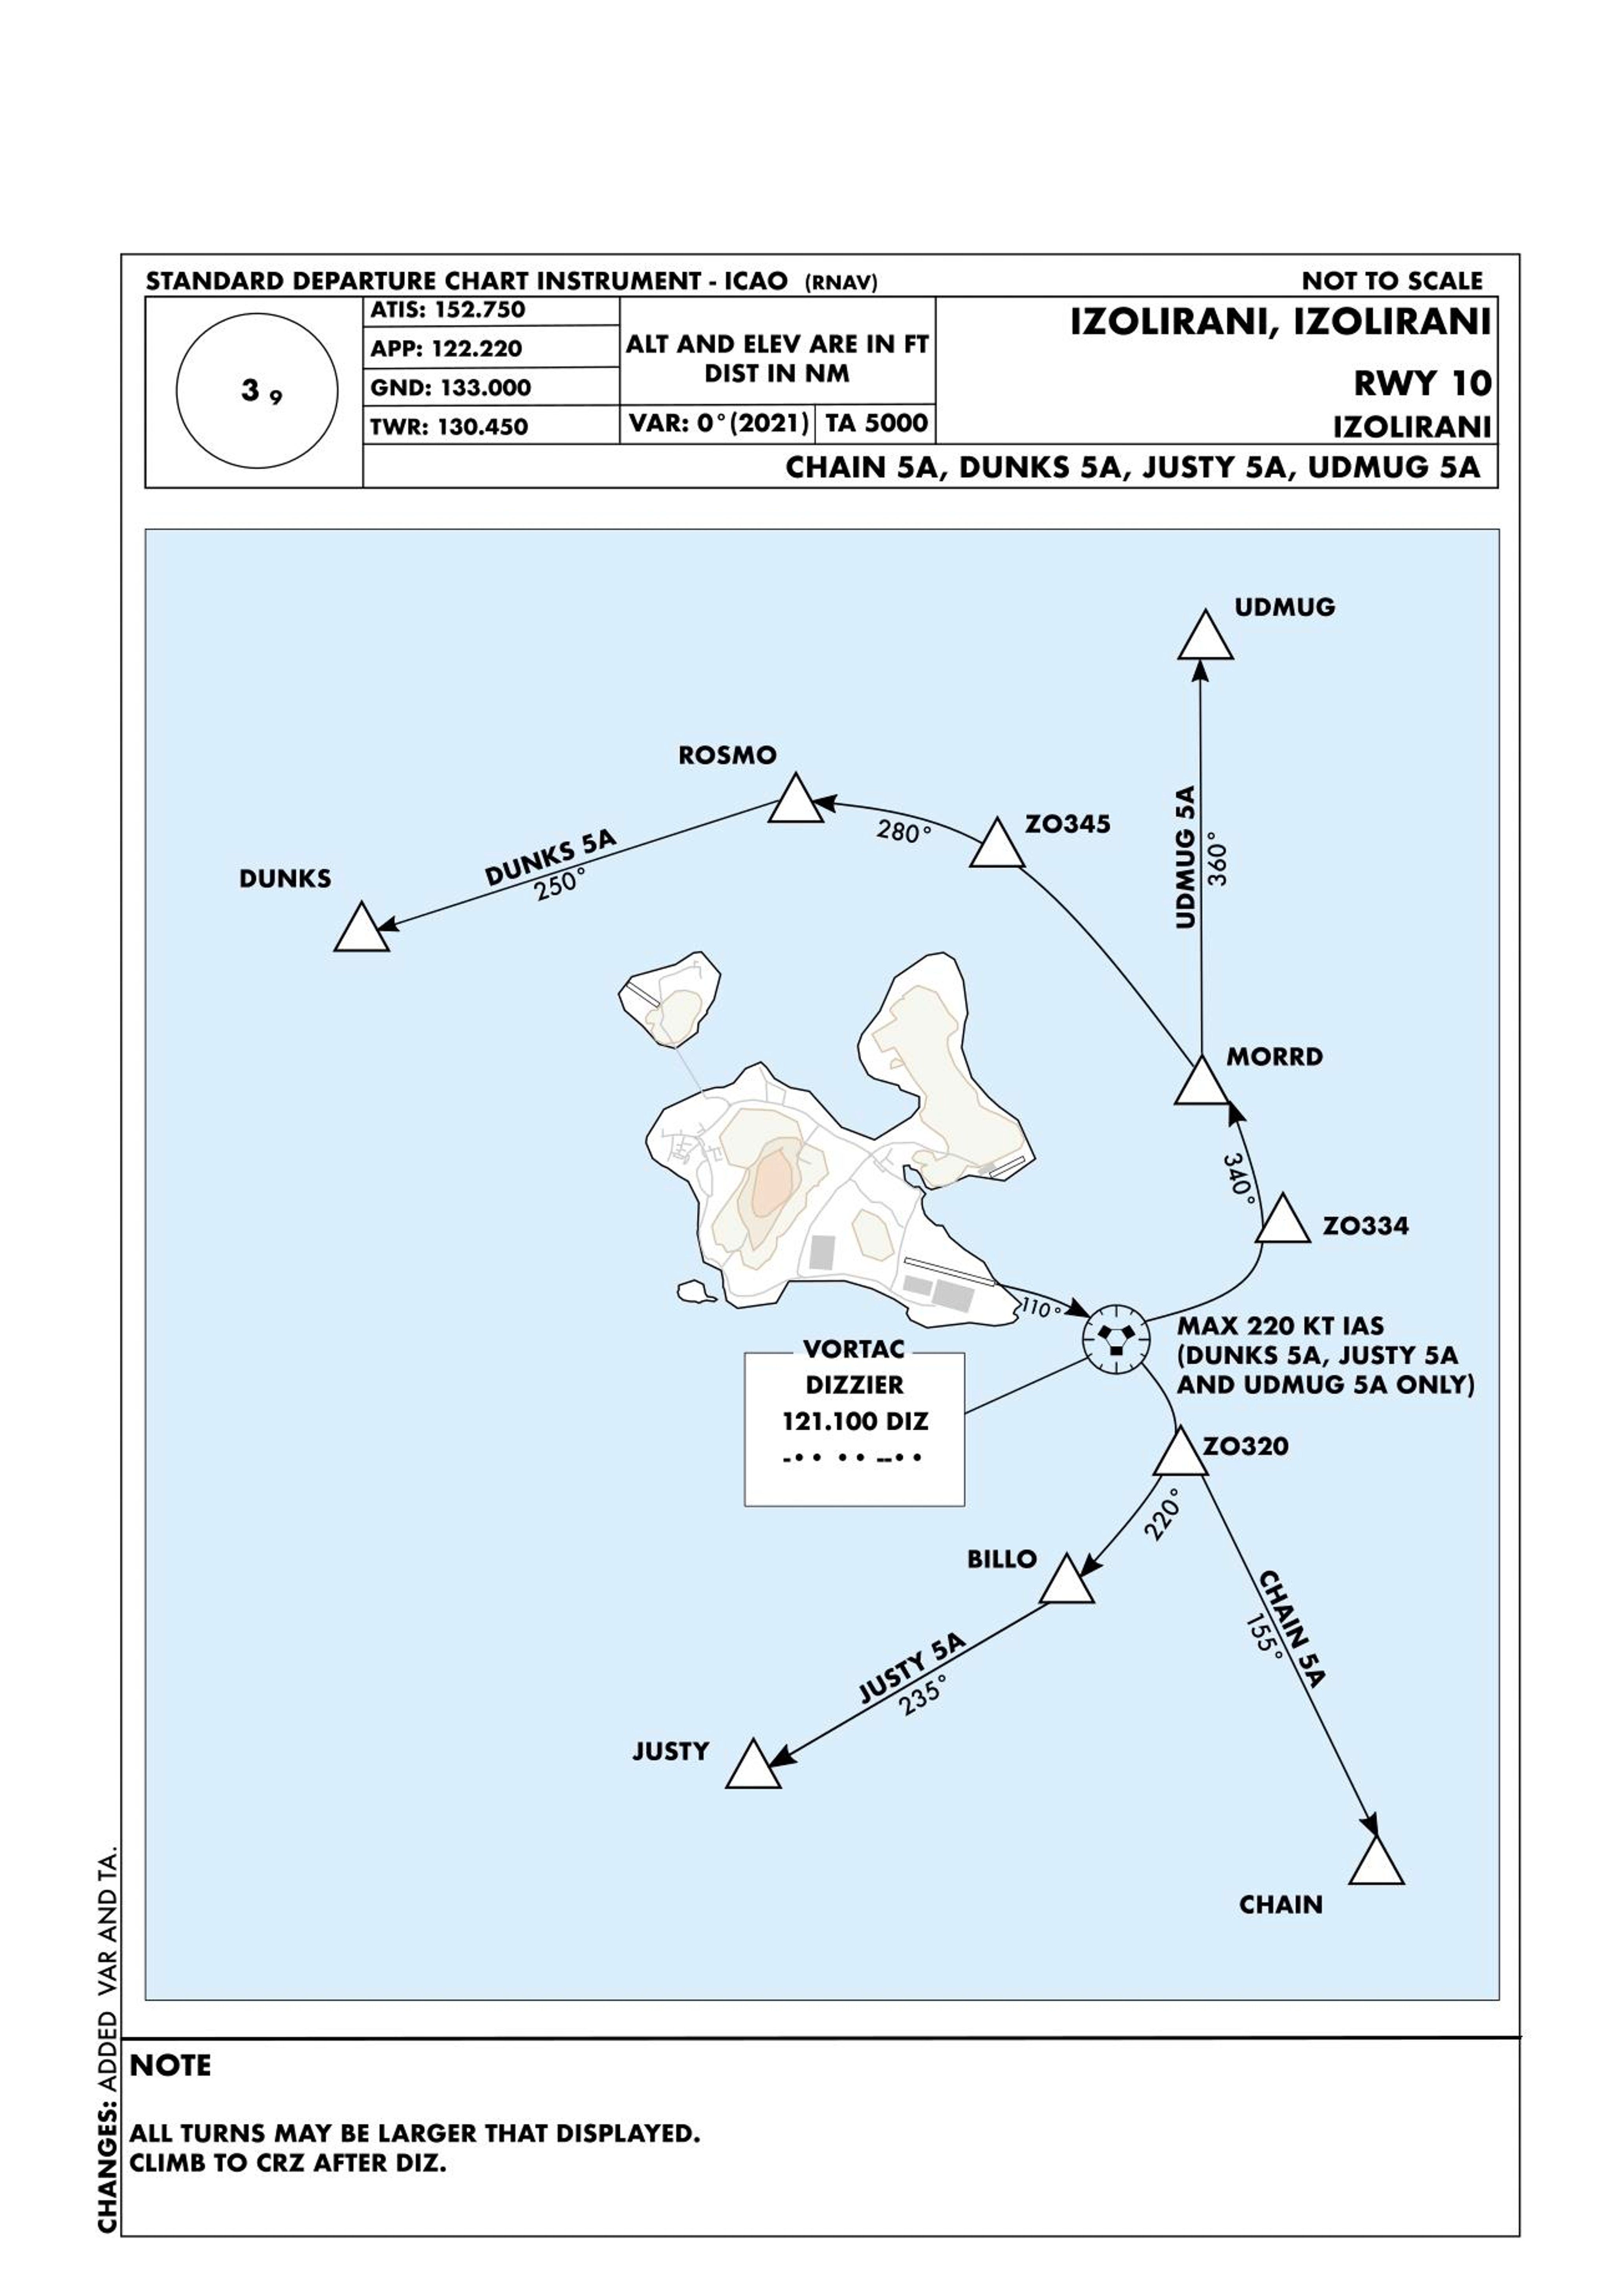 STANDARD DEPARTURE CHART INSTRUMENT - ICAO (RNAV)
NOT TO SCALE
3 9
ATIS: 152.750
APP: 122.220
GND: 133.000
TWR: 130.450
ALT AND ELEV ARE IN FT
DIST IN NM
VAR: 0°(2021)
TA 5000
IZOLIRANI, IZOLIRANI
RWY 10
IZOLIRANI
CHAIN 5A, DUNKS 5A, JUSTY 5A, UDMUG 5A
UDMUG
ROSMO
ZO345
280°
UDMUG 5A
360°
DUNKS 5A
250°
DUNKS
MORRD
340°
ZO334
110°
MAX 220 KT IAS
(DUNKS 5A, JUSTY 5A
AND UDMUG 5A ONLY)
VORTAC
DIZZIER
121.100 DIZ
-•• •• --••
ZO320
220°
BILLO
CHAIN 5A
155°
JUSTY 5A
235°
JUSTY
CHAIN
CHANGES: ADDED VAR AND TA.
NOTE
ALL TURNS MAY BE LARGER THAT DISPLAYED.
CLIMB TO CRZ AFTER DIZ.